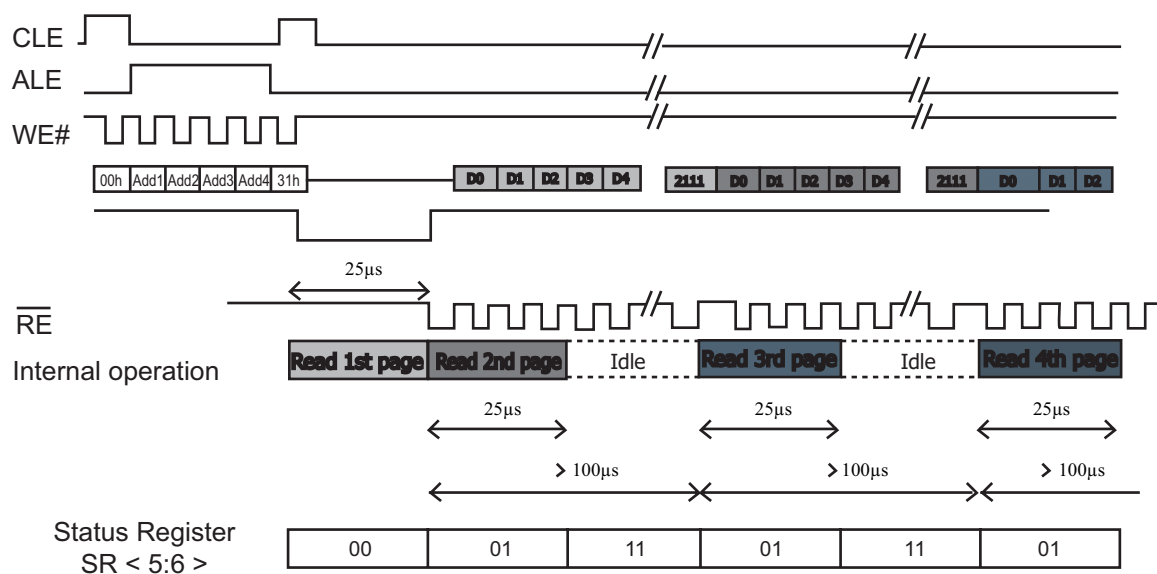 CLE
ALE
WE#
00h Add1 Add2 Add3 Add4 31h D0 D1 D2 D3 D4 2111 D0 D1 D2 D3 D4 2111 D0 D1 D2
25µs
RE
Internal operation
Read 1st page Read 2nd page Idle Read 3rd page Idle Read 4th page
25µs 25µs 25µs
> 100µs > 100µs > 100µs
Status Register
SR < 5:6 >
00 01 11 01 11 01